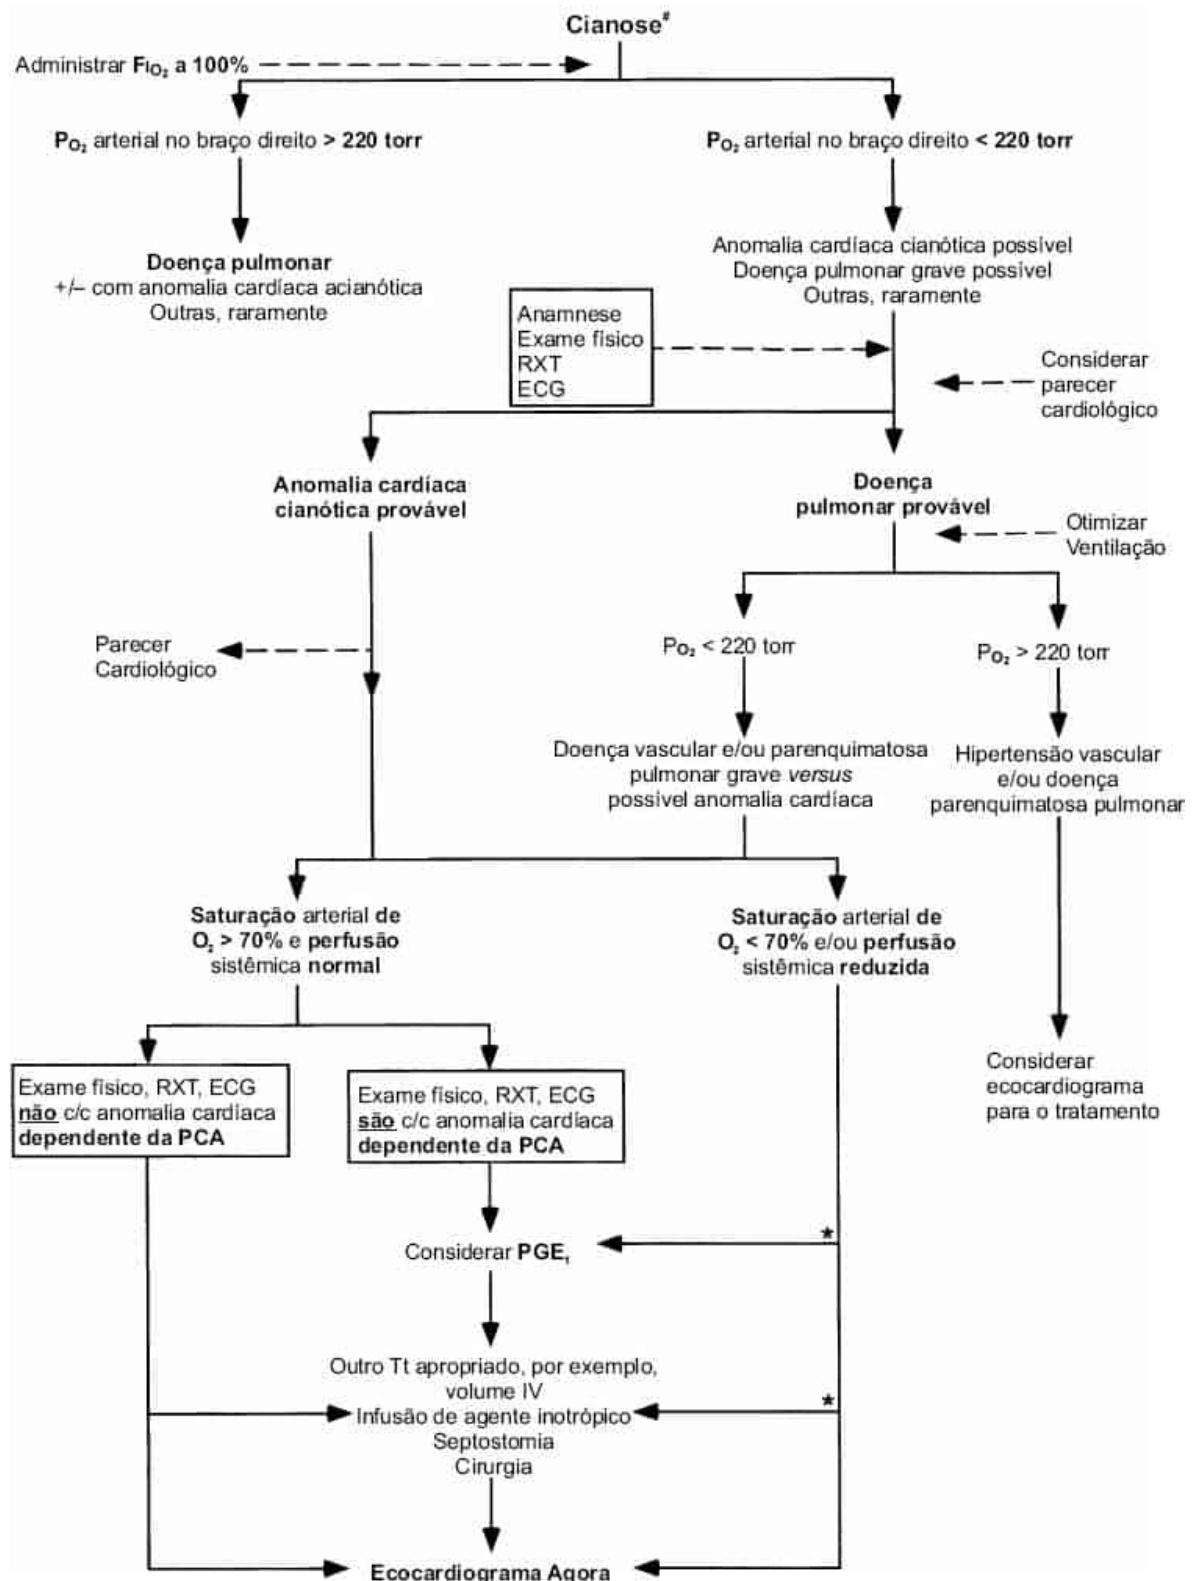 Cianose#
Administrar FIO2 a 100%
PO2 arterial no braço direito > 220 torr
PO2 arterial no braço direito < 220 torr
Doença pulmonar
+/– com anomalia cardíaca acianótica
Outras, raramente
Anomalia cardíaca cianótica possível
Doença pulmonar grave possível
Outras, raramente
Anamnese
Exame físico
RXT
ECG
Considerar
parecer
cardiológico
Anomalia cardíaca
cianótica provável
Doença
pulmonar provável
Otimizar
Ventilação
Parecer
Cardiológico
PO2 < 220 torr
PO2 > 220 torr
Doença vascular e/ou parenquimatosa
pulmonar grave versus
possível anomalia cardíaca
Hipertensão vascular
e/ou doença
parenquimatosa pulmonar
Saturação arterial de
O2 > 70% e perfusão
sistêmica normal
Saturação arterial de
O2 < 70% e/ou perfusão
sistêmica reduzida
Exame físico, RXT, ECG
não c/c anomalia cardíaca
dependente da PCA
Exame físico, RXT, ECG
são c/c anomalia cardíaca
dependente da PCA
Considerar
ecocardiograma
para o tratamento
*
Considerar PGE1
Outro Tt apropriado, por exemplo,
volume IV
*
Infusão de agente inotrópico
Septostomia
Cirurgia
Ecocardiograma Agora